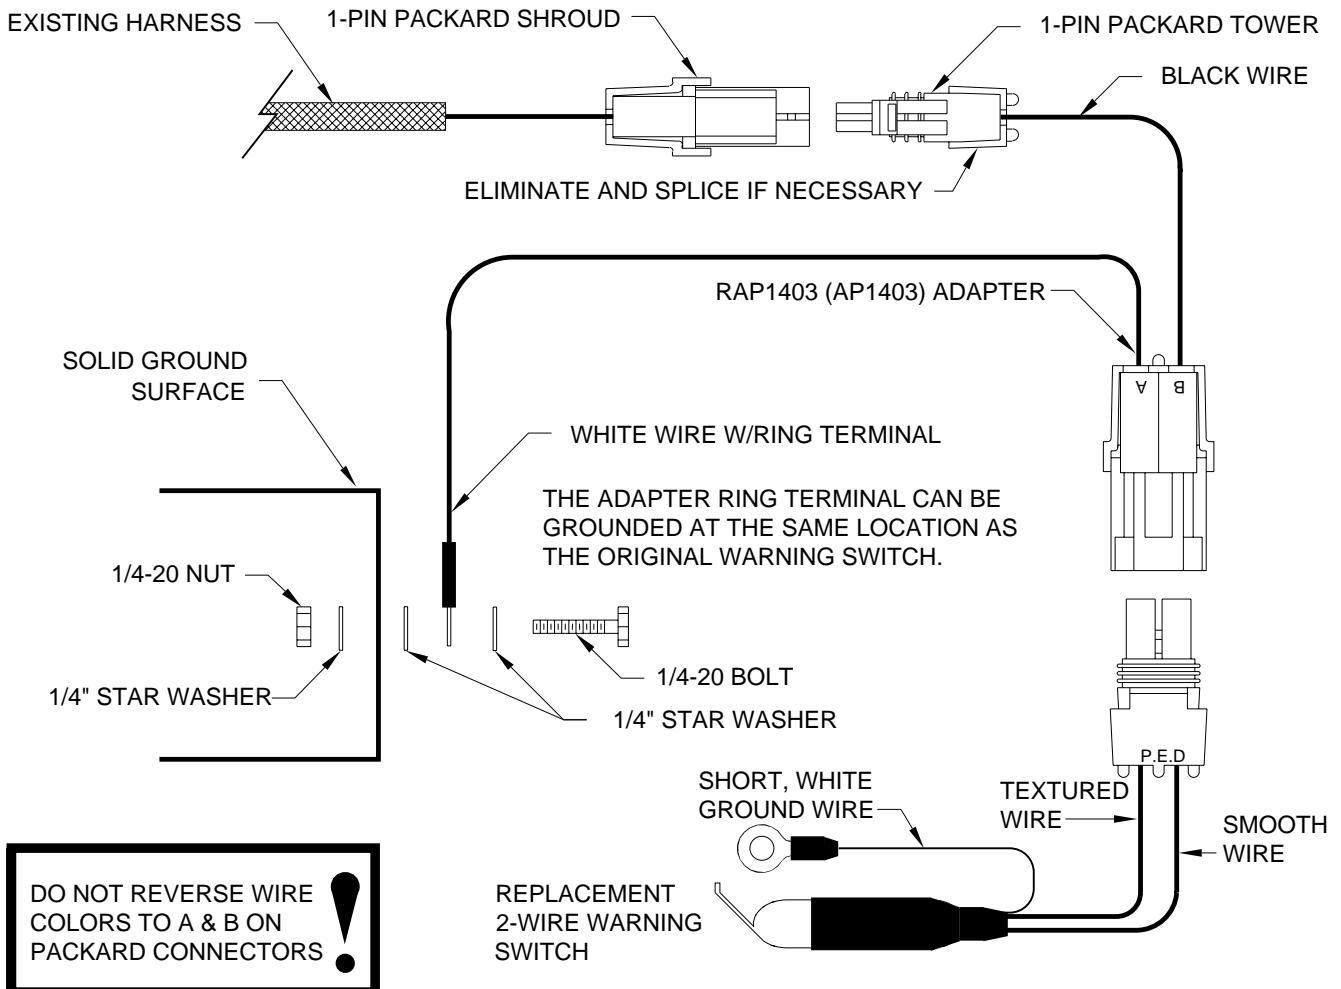 EXISTING HARNESS
1-PIN PACKARD SHROUD
1-PIN PACKARD TOWER
BLACK WIRE
ELIMINATE AND SPLICE IF NECESSARY
RAP1403 (AP1403) ADAPTER
SOLID GROUND
SURFACE
A B
WHITE WIRE W/RING TERMINAL
THE ADAPTER RING TERMINAL CAN BE
GROUNDED AT THE SAME LOCATION AS
THE ORIGINAL WARNING SWITCH.
1/4-20 NUT
1/4" STAR WASHER
1/4-20 BOLT
1/4" STAR WASHER
P.E.D
SHORT, WHITE
GROUND WIRE
TEXTURED
WIRE
SMOOTH
WIRE
DO NOT REVERSE WIRE
COLORS TO A & B ON
PACKARD CONNECTORS
!
REPLACEMENT
2-WIRE WARNING
SWITCH